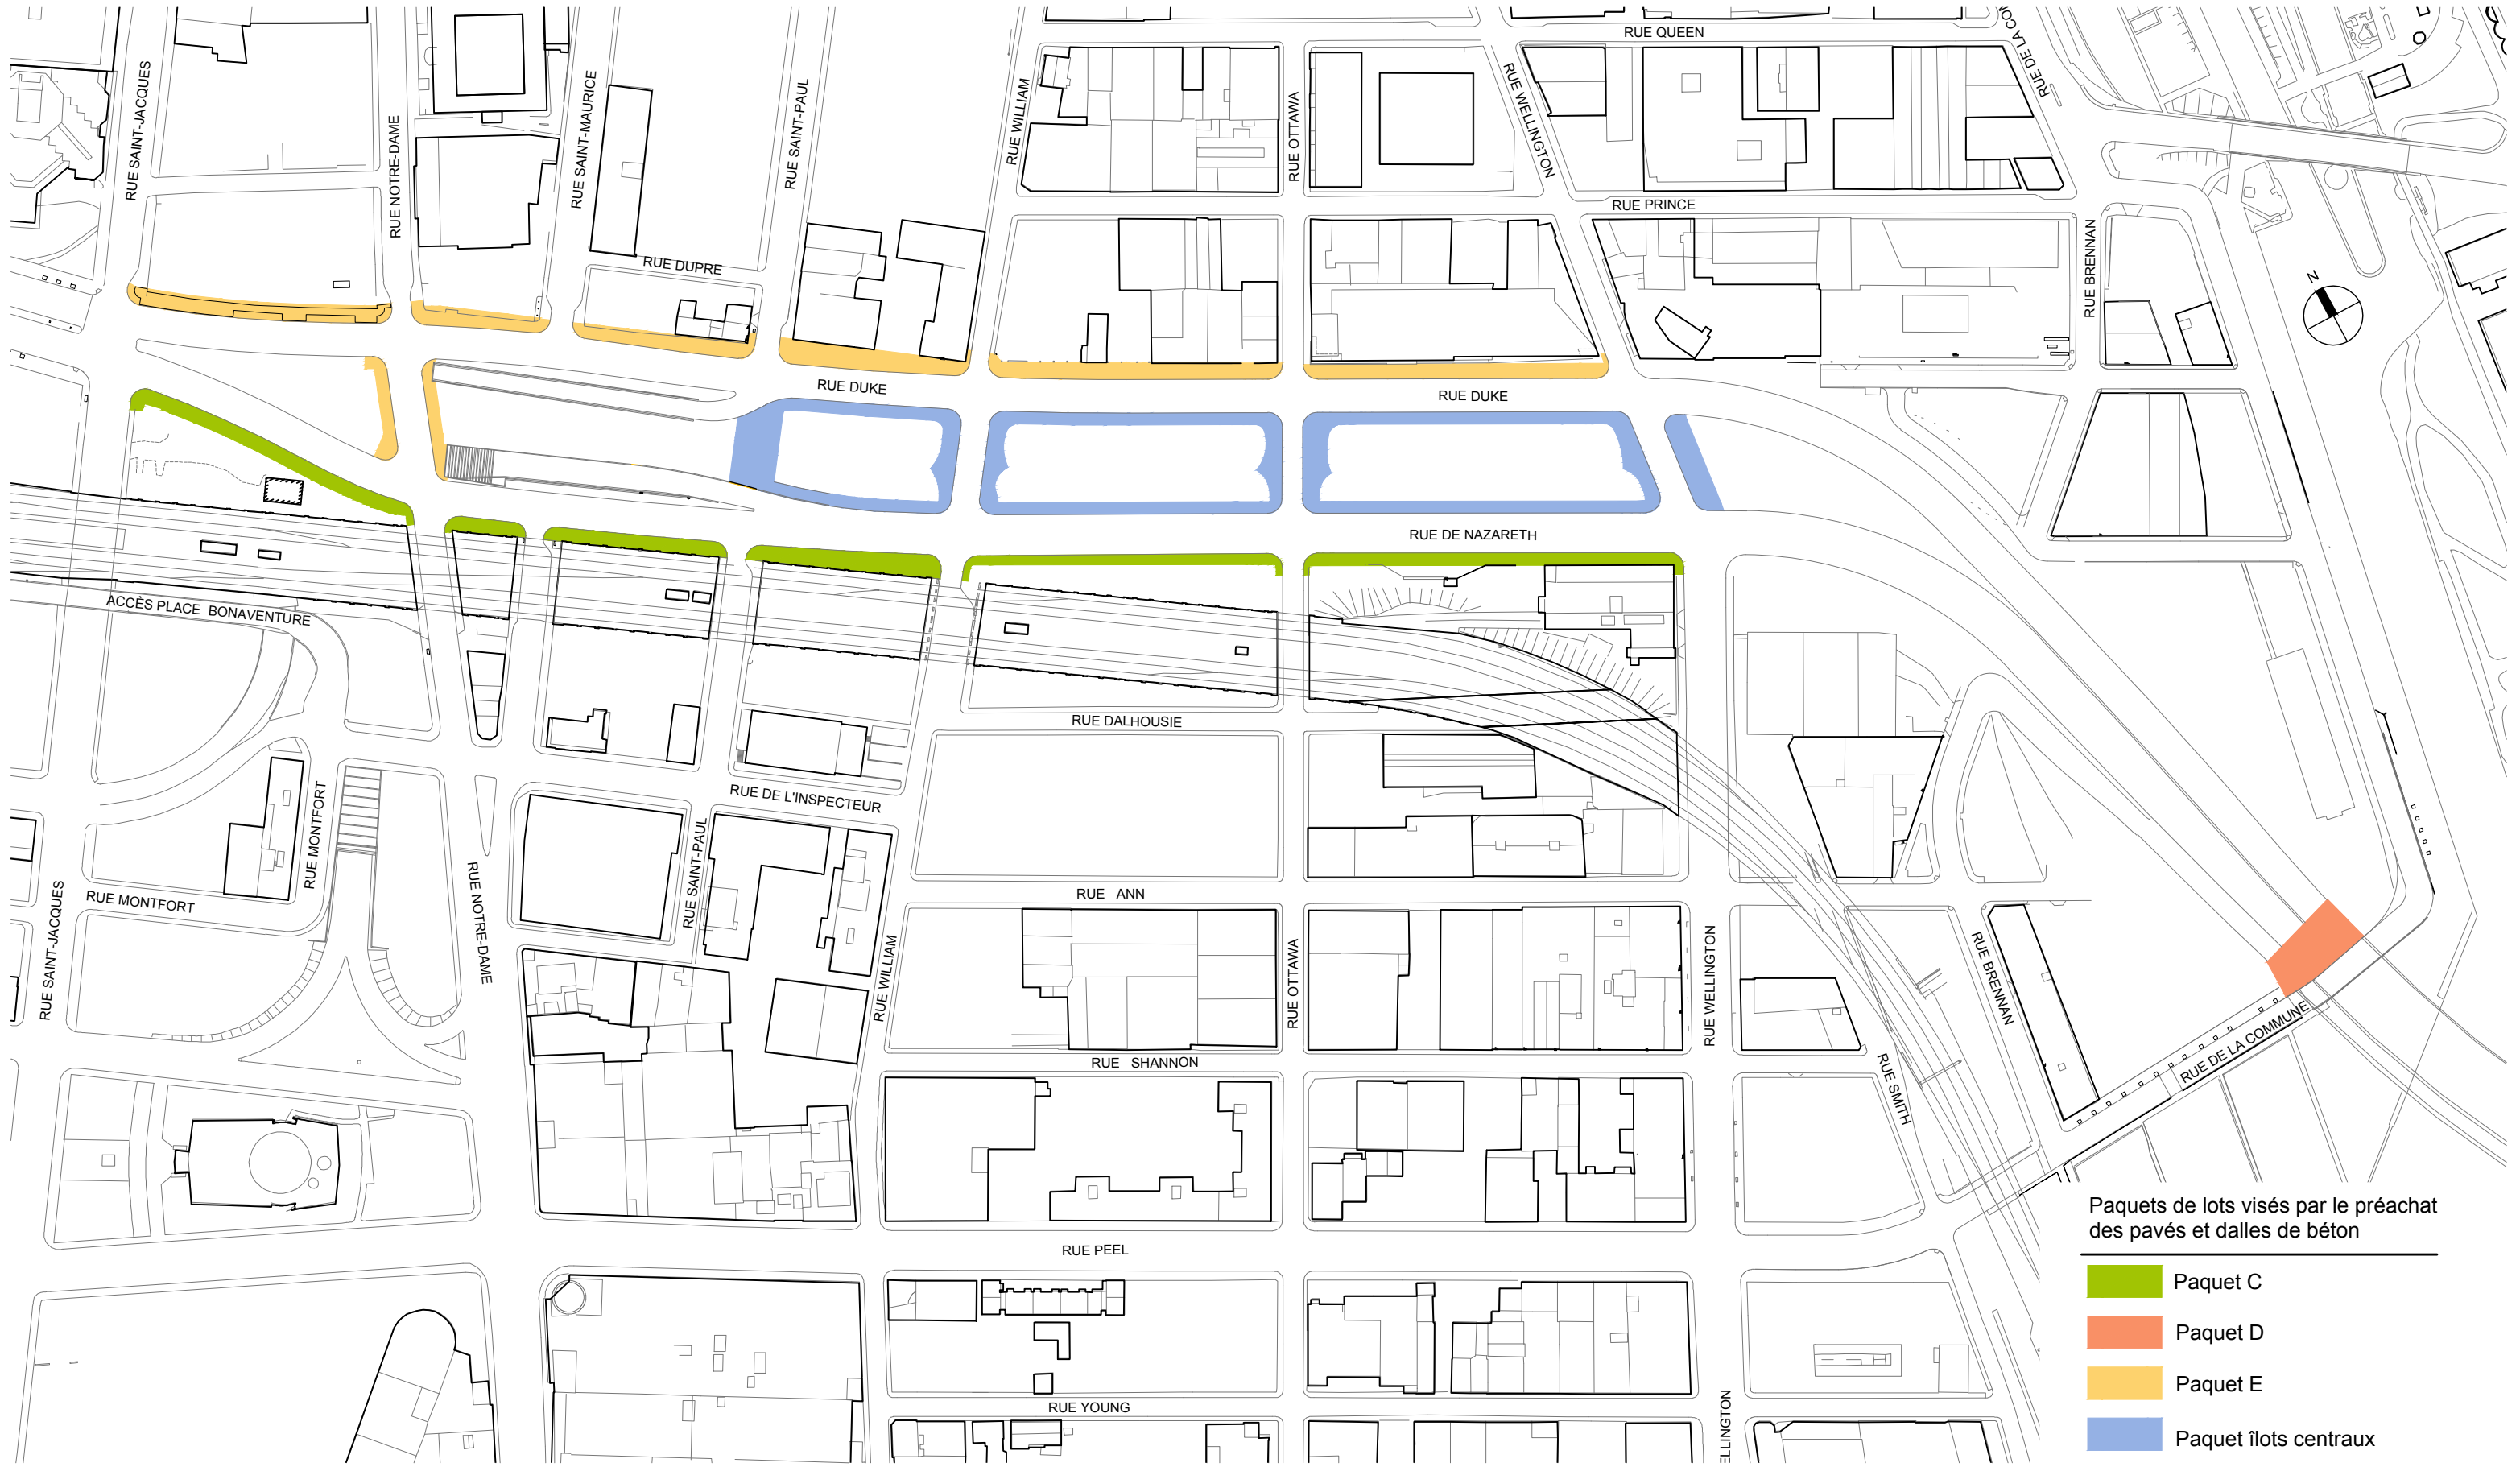 RUE QUEEN
RUE SAINT-JACQUES
RUE NOTRE-DAME
RUE SAINT-MAURICE
RUE SAINT-PAUL
RUE WILLIAM
RUE OTTAWA
RUE WELLINGTON
RUE PRINCE
RUE BRENNAN
RUE DUPRE
N
RUE DUKE
RUE DUKE
RUE DE NAZARETH
ACCÈS PLACE BONAVENTURE
RUE DALHOUSIE
RUE DE L'INSPECTEUR
RUE MONTFORT
RUE MONTFORT
RUE SAINT-PAUL
RUE ANN
RUE SAINT-JACQUES
RUE NOTRE-DAME
RUE WILLIAM
RUE OTTAWA
RUE WELLINGTON
RUE BRENNAN
RUE SHANNON
RUE SMITH
RUE DE LA COMMUNE
RUE PEEL
RUE YOUNG
ELLINGTON
Paquets de lots visés par le préachat
des pavés et dalles de béton
Paquet C
Paquet D
Paquet E
Paquet îlots centraux